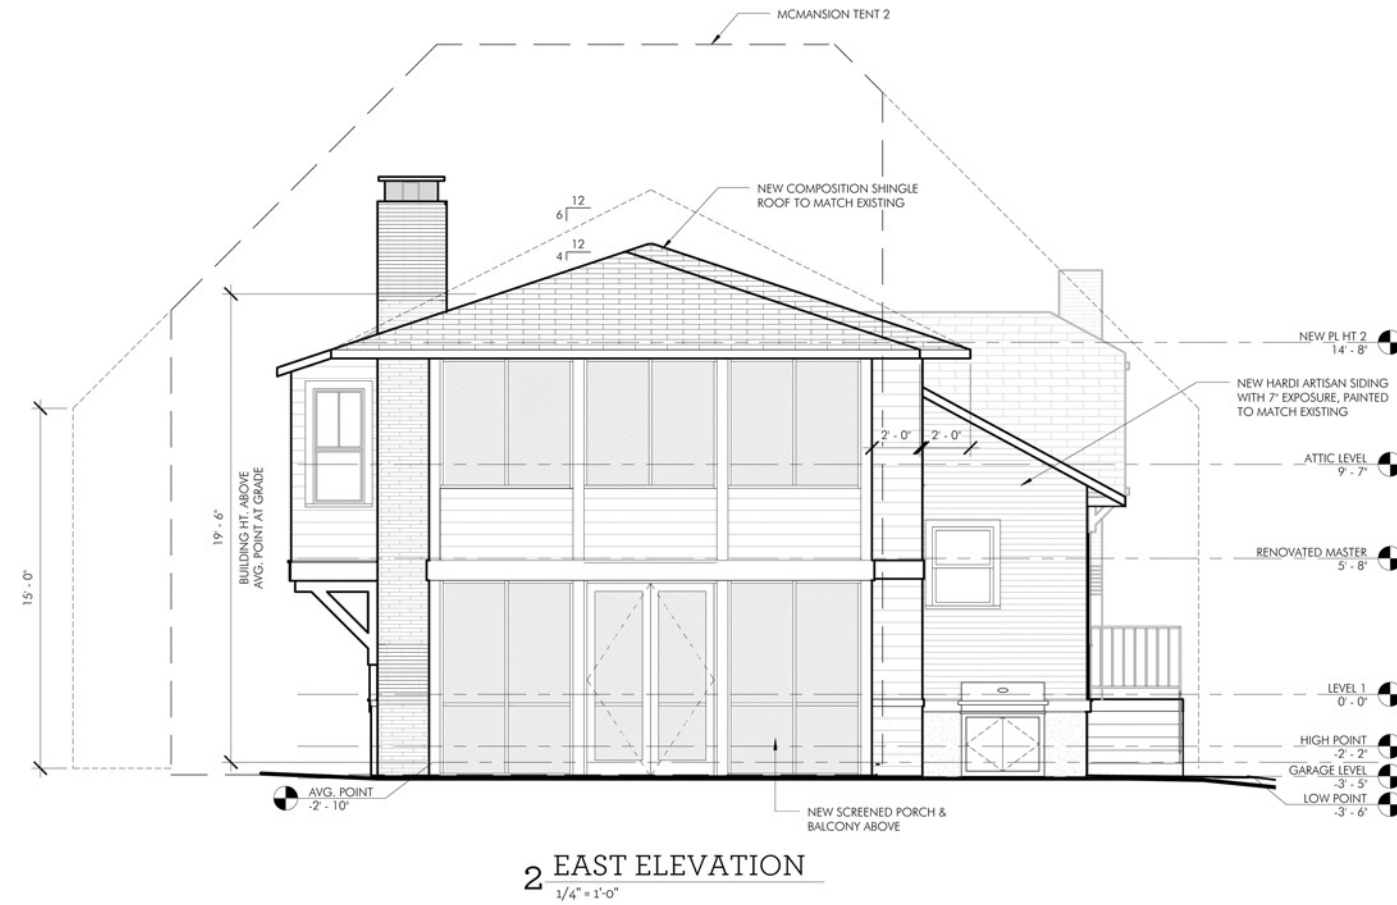 MCMANSION TENT 2
NEW COMPOSITION SHINGLE
ROOF TO MATCH EXISTING
12
6
12
4
NEW PL HT 2
14' - 8"
NEW HARDI ARTISAN SIDING
WITH 7" EXPOSURE, PAINTED
TO MATCH EXISTING
2' - 0"
2' - 0"
ATTIC LEVEL
9' - 7"
19' - 6"
BUILDING HT. ABOVE
AVG. POINT AT GRADE
15' - 0"
RENOVATED MASTER
5' - 8"
LEVEL 1
0' - 0"
HIGH POINT
-2' - 2"
GARAGE LEVEL
-3' - 5"
LOW POINT
-3' - 6"
AVG. POINT
-2' - 10"
NEW SCREENED PORCH &
BALCONY ABOVE
2 EAST ELEVATION
1/4" = 1'-0"